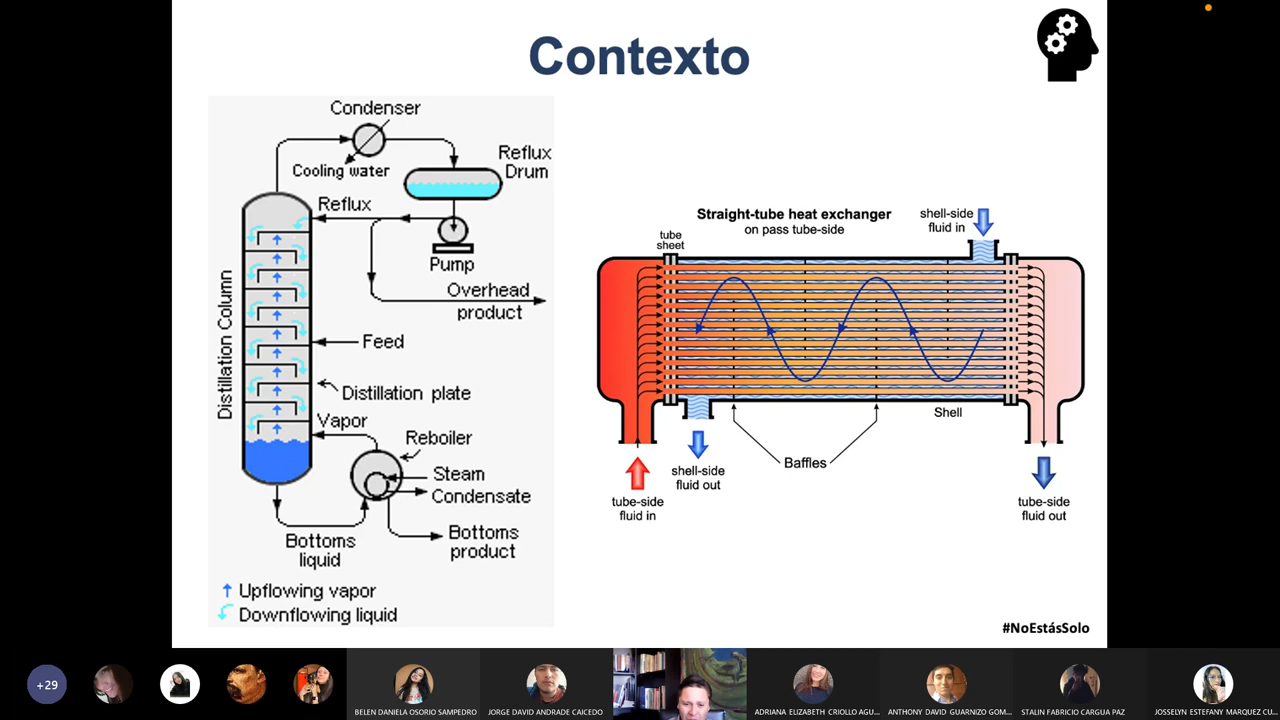 Contexto
Condenser
Cooling water
Reflux
Drum
Reflux
Pump
Overhead
product
Distillation Column
Feed
Distillation plate
Vapor
Reboiler
Steam
Condensate
Bottoms
liquid
Bottoms
product
Upflowing vapor
Downflowing liquid
Straight-tube heat exchanger
on pass tube-side
shell-side
fluid in
tube
sheet
Shell
Baffles
shell-side
fluid out
tube-side
fluid in
tube-side
fluid out
#NoEstásSolo
+29
BELEN DANIELA OSORIO SAMPEDRO
JORGE DAVID ANDRADE CAICEDO
ADRIANA ELIZABETH CRIOLLO AGU...
ANTHONY DAVID GUARNIZO GOM...
STALIN FABRICIO CARGUA PAZ
JOSSELYN ESTEFANY MARQUEZ CU...